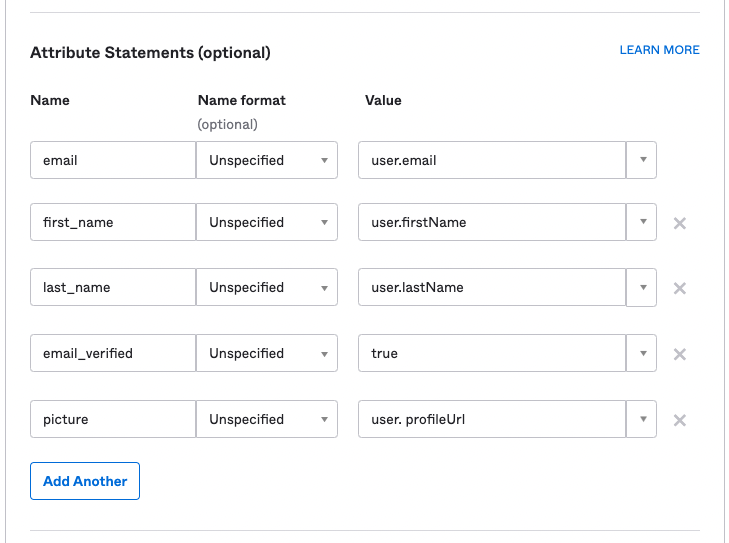 Attribute Statements (optional) LEARN MORE
Name Name format Value
(optional)
email Unspecified user.email
first_name Unspecified user.firstName
last_name Unspecified user.lastName
email_verified Unspecified true
picture Unspecified user. profileUrl
Add Another